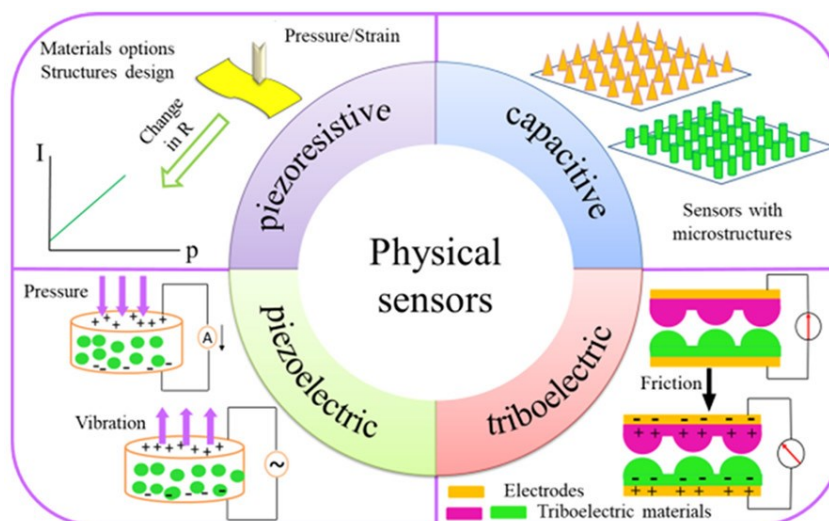 Materials options
Structures design
Pressure/Strain
Change
in R
I
p
piezoresistive
capacitive
Sensors with
microstructures
Physical
sensors
Pressure
+ + + + + + +
- - - -
A
Vibration
+ + + + + + +
- - - -
~
piezoelectric
triboelectric
Friction
- - - - - -
+ + + + + +
- - - - - -
+ + + + + +
Electrodes
Triboelectric materials